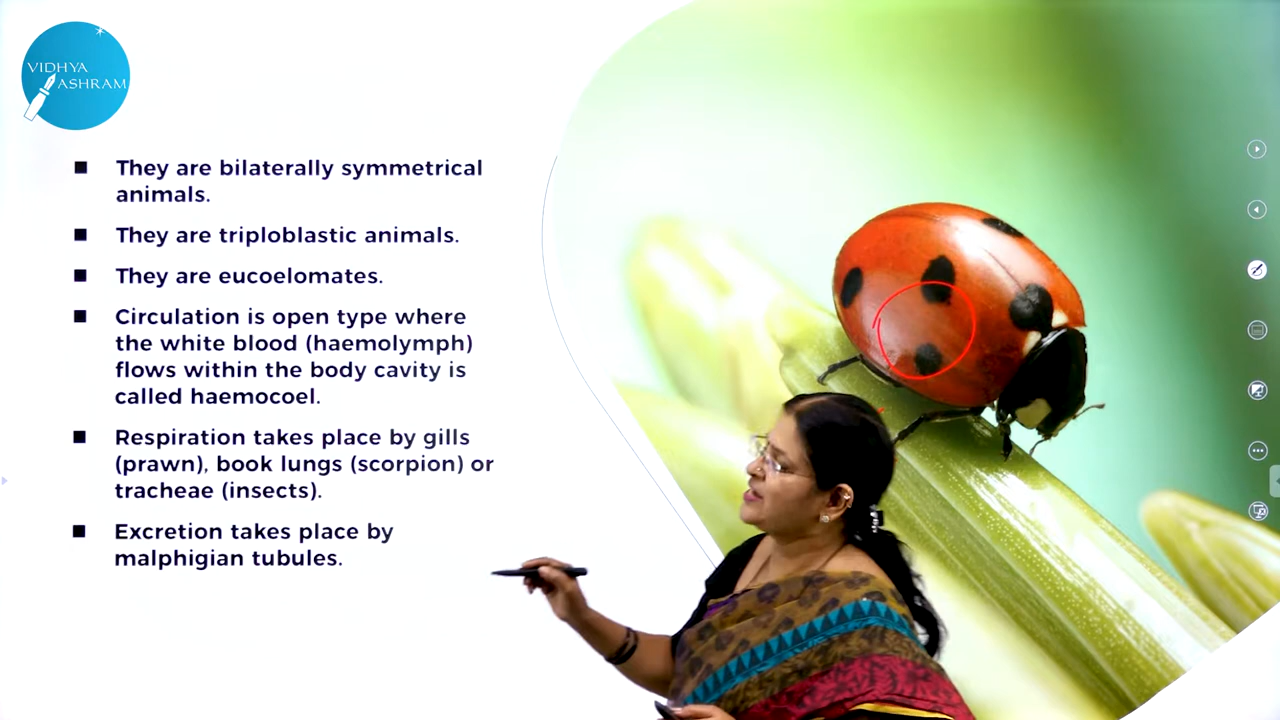 VIDHYA
ASHRAM
They are bilaterally symmetrical
animals.
They are triploblastic animals.
They are eucoelomates.
Circulation is open type where
the white blood (haemolymph)
flows within the body cavity is
called haemocoel.
Respiration takes place by gills
(prawn), book lungs (scorpion) or
tracheae (insects).
Excretion takes place by
malphigian tubules.